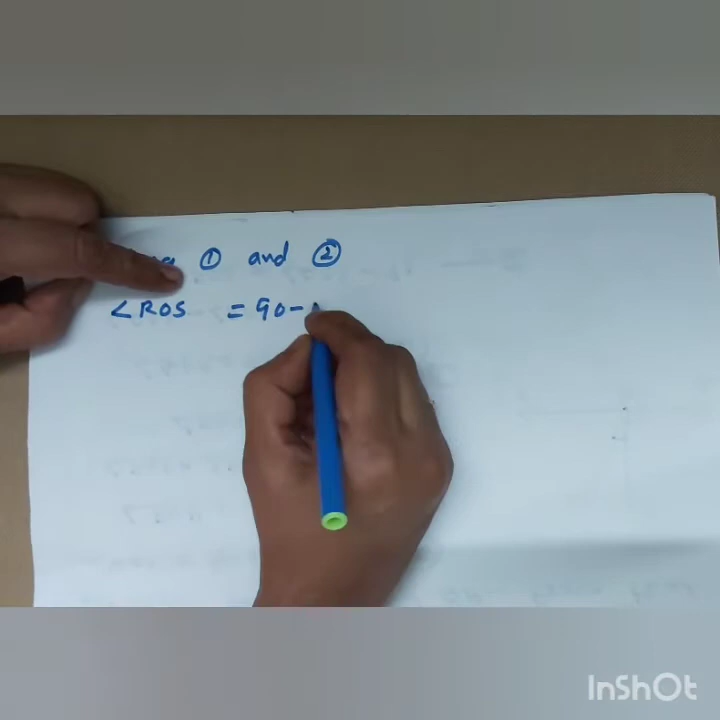 ① and ②
∠ROS = 90-
InShOt